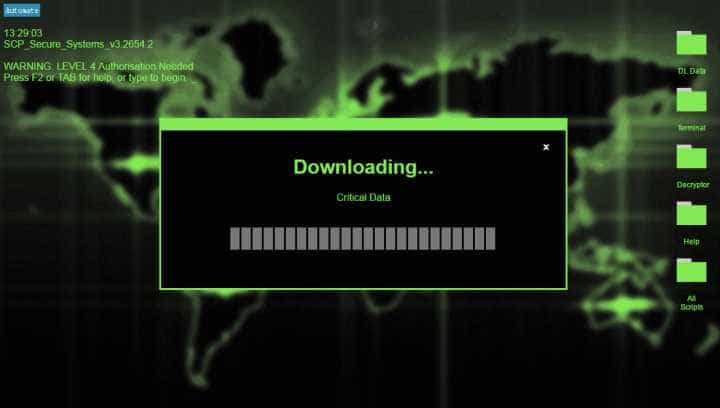 Automate
13:29:03
SCP_Secure_Systems_v3.2654.2
WARNING: LEVEL 4 Authorisation Needed
Press F2 or TAB for help, or type to begin...
x
Downloading...
Critical Data
DL Data
Terminal
Decryptor
Help
All
Scripts